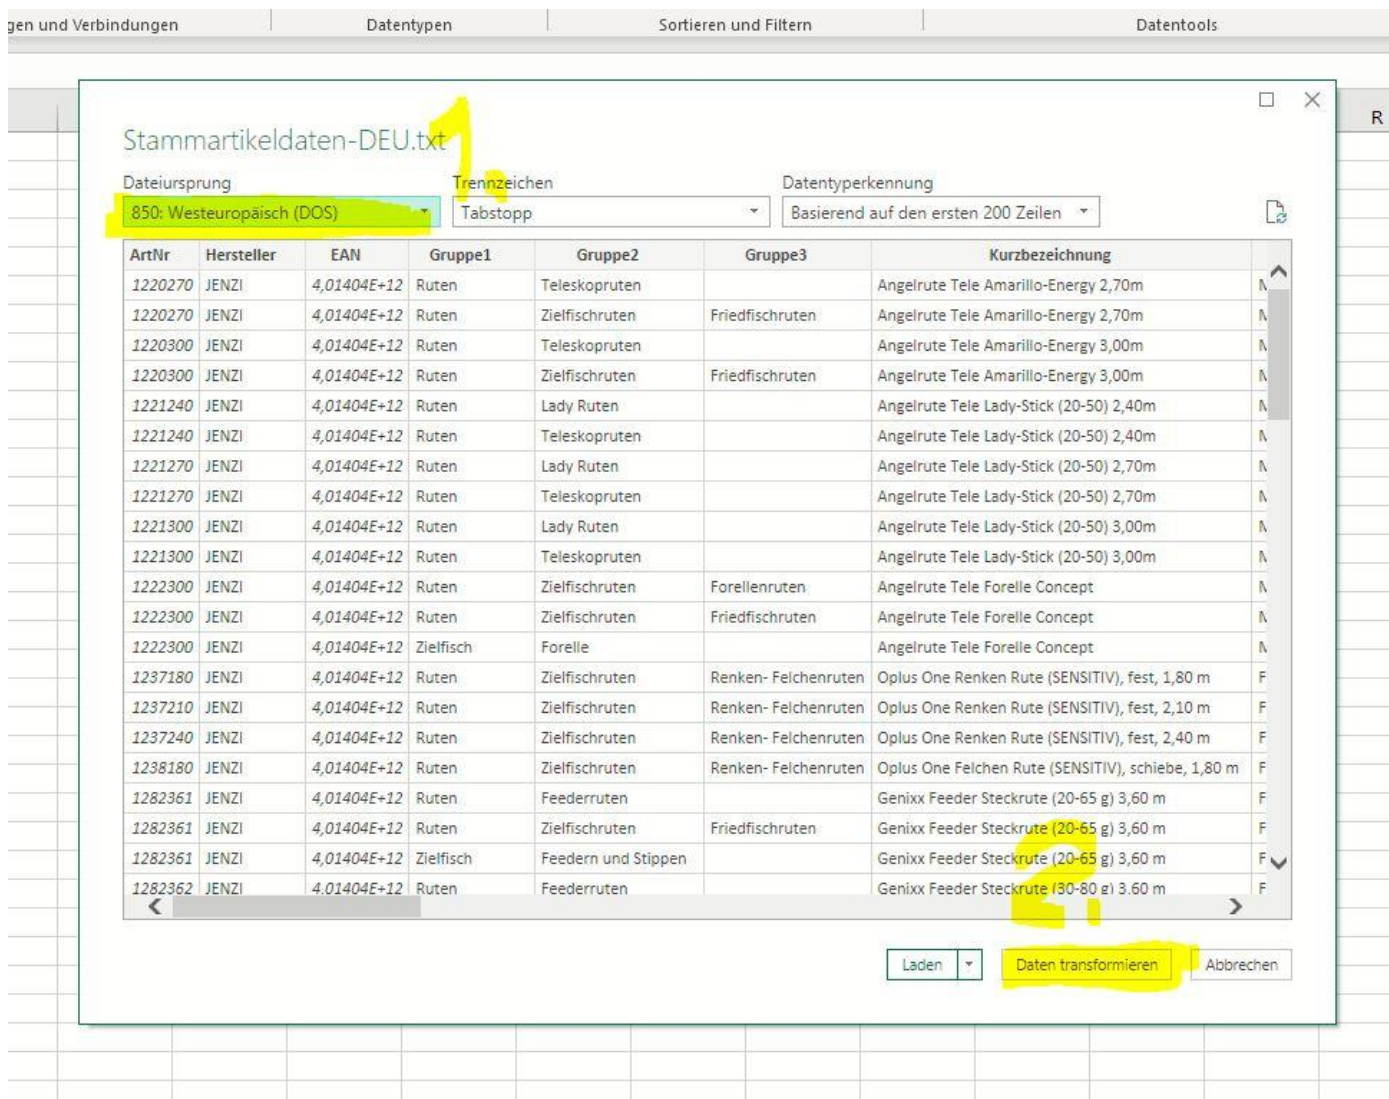 gen und Verbindungen Datentypen Sortieren und Filtern Datentools
R
1.
Stammartikeldaten-DEU.txt
Dateiursprung Trennzeichen Datentyperkennung
850: Westeuropäisch (DOS) Tabstopp Basierend auf den ersten 200 Zeilen
ArtNr Hersteller EAN Gruppe1 Gruppe2 Gruppe3 Kurzbezeichnung
1220270 JENZI 4,01404E+12 Ruten Teleskopruten Angelrute Tele Amarillo-Energy 2,70m
1220270 JENZI 4,01404E+12 Ruten Zielfischruten Friedfischruten Angelrute Tele Amarillo-Energy 2,70m
1220300 JENZI 4,01404E+12 Ruten Teleskopruten Angelrute Tele Amarillo-Energy 3,00m
1220300 JENZI 4,01404E+12 Ruten Zielfischruten Friedfischruten Angelrute Tele Amarillo-Energy 3,00m
1221240 JENZI 4,01404E+12 Ruten Lady Ruten Angelrute Tele Lady-Stick (20-50) 2,40m
1221240 JENZI 4,01404E+12 Ruten Teleskopruten Angelrute Tele Lady-Stick (20-50) 2,40m
1221270 JENZI 4,01404E+12 Ruten Lady Ruten Angelrute Tele Lady-Stick (20-50) 2,70m
1221270 JENZI 4,01404E+12 Ruten Teleskopruten Angelrute Tele Lady-Stick (20-50) 2,70m
1221300 JENZI 4,01404E+12 Ruten Lady Ruten Angelrute Tele Lady-Stick (20-50) 3,00m
1221300 JENZI 4,01404E+12 Ruten Teleskopruten Angelrute Tele Lady-Stick (20-50) 3,00m
1222300 JENZI 4,01404E+12 Ruten Zielfischruten Forellenruten Angelrute Tele Forelle Concept
1222300 JENZI 4,01404E+12 Ruten Zielfischruten Friedfischruten Angelrute Tele Forelle Concept
1222300 JENZI 4,01404E+12 Zielfisch Forelle Angelrute Tele Forelle Concept
1237180 JENZI 4,01404E+12 Ruten Zielfischruten Renken- Felchenruten Oplus One Renken Rute (SENSITIV), fest, 1,80 m F
1237210 JENZI 4,01404E+12 Ruten Zielfischruten Renken- Felchenruten Oplus One Renken Rute (SENSITIV), fest, 2,10 m F
1237240 JENZI 4,01404E+12 Ruten Zielfischruten Renken- Felchenruten Oplus One Renken Rute (SENSITIV), fest, 2,40 m F
1238180 JENZI 4,01404E+12 Ruten Zielfischruten Renken- Felchenruten Oplus One Felchen Rute (SENSITIV), schiebe, 1,80 m F
1282361 JENZI 4,01404E+12 Ruten Feederruten Genixx Feeder Steckrute (20-65 g) 3,60 m F
1282361 JENZI 4,01404E+12 Ruten Zielfischruten Friedfischruten Genixx Feeder Steckrute (20-65 g) 3,60 m F
1282361 JENZI 4,01404E+12 Zielfisch Feedern und Stippen Genixx Feeder Steckrute (20-65 g) 3,60 m F
1282362 JENZI 4,01404E+12 Ruten Feederruten Genixx Feeder Steckrute (30-80 g) 3,60 m F
2.
Laden Daten transformieren Abbrechen